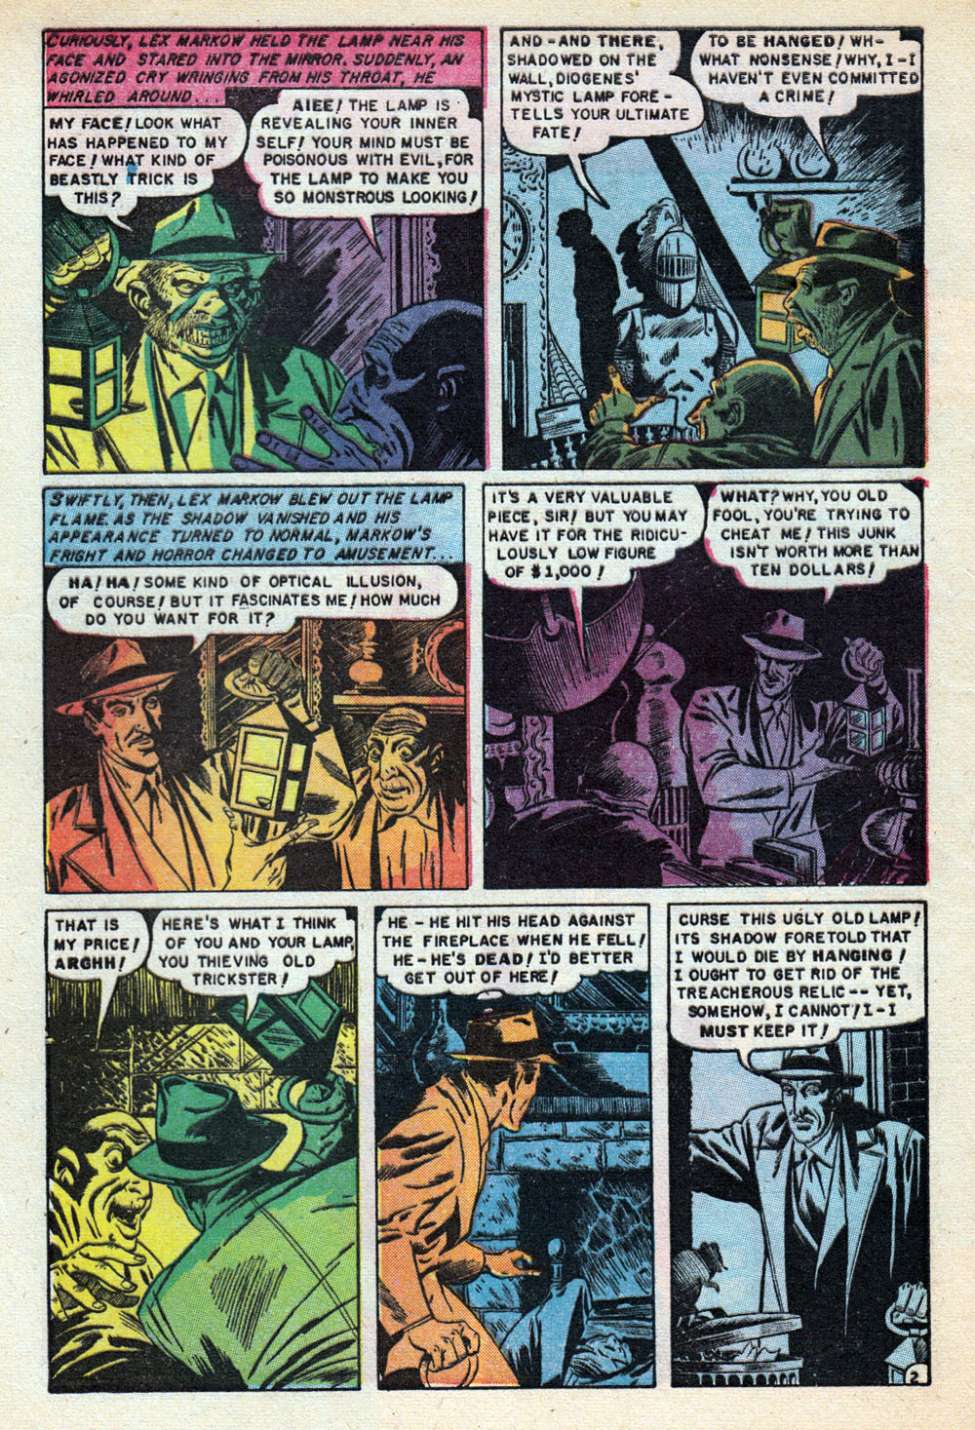 CURIOUSLY, LEX MARKOW HELD THE LAMP NEAR HIS
FACE AND STARED INTO THE MIRROR. SUDDENLY, AN
AGONIZED CRY WRINGING FROM HIS THROAT, HE
WHIRLED AROUND...
MY FACE! LOOK WHAT
HAS HAPPENED TO MY
FACE! WHAT KIND OF
BEASTLY TRICK IS
THIS?
AIEE! THE LAMP IS
REVEALING YOUR INNER
SELF! YOUR MIND MUST BE
POISONOUS WITH EVIL, FOR
THE LAMP TO MAKE YOU
SO MONSTROUS LOOKING!
AND-AND THERE,
SHADOWED ON THE
WALL, DIOGENES'
MYSTIC LAMP FORE-
TELLS YOUR ULTIMATE
FATE!
TO BE HANGED! WH-
WHAT NONSENSE! WHY, I-I
HAVEN'T EVEN COMMITTED
A CRIME!
SWIFTLY, THEN, LEX MARKOW BLEW OUT THE LAMP
FLAME. AS THE SHADOW VANISHED AND HIS
APPEARANCE TURNED TO NORMAL, MARKOW'S
FRIGHT AND HORROR CHANGED TO AMUSEMENT...
HA! HA! SOME KIND OF OPTICAL ILLUSION,
OF COURSE! BUT IT FASCINATES ME! HOW MUCH
DO YOU WANT FOR IT?
IT'S A VERY VALUABLE
PIECE, SIR! BUT YOU MAY
HAVE IT FOR THE RIDICU-
LOUSLY LOW FIGURE
OF $1,000!
WHAT? WHY, YOU OLD
FOOL, YOU'RE TRYING TO
CHEAT ME! THIS JUNK
ISN'T WORTH MORE THAN
TEN DOLLARS!
THAT IS
MY PRICE!
ARGHH!
HERE'S WHAT I THINK
OF YOU AND YOUR LAMP,
YOU THIEVING OLD
TRICKSTER!
HE-HE HIT HIS HEAD AGAINST
THE FIREPLACE WHEN HE FELL!
HE-HE'S DEAD! I'D BETTER
GET OUT OF HERE!
CURSE THIS UGLY OLD LAMP!
ITS SHADOW FORETOLD THAT
I WOULD DIE BY HANGING!
I OUGHT TO GET RID OF THE
TREACHEROUS RELIC -- YET,
SOMEHOW, I CANNOT! I-I
MUST KEEP IT!
2